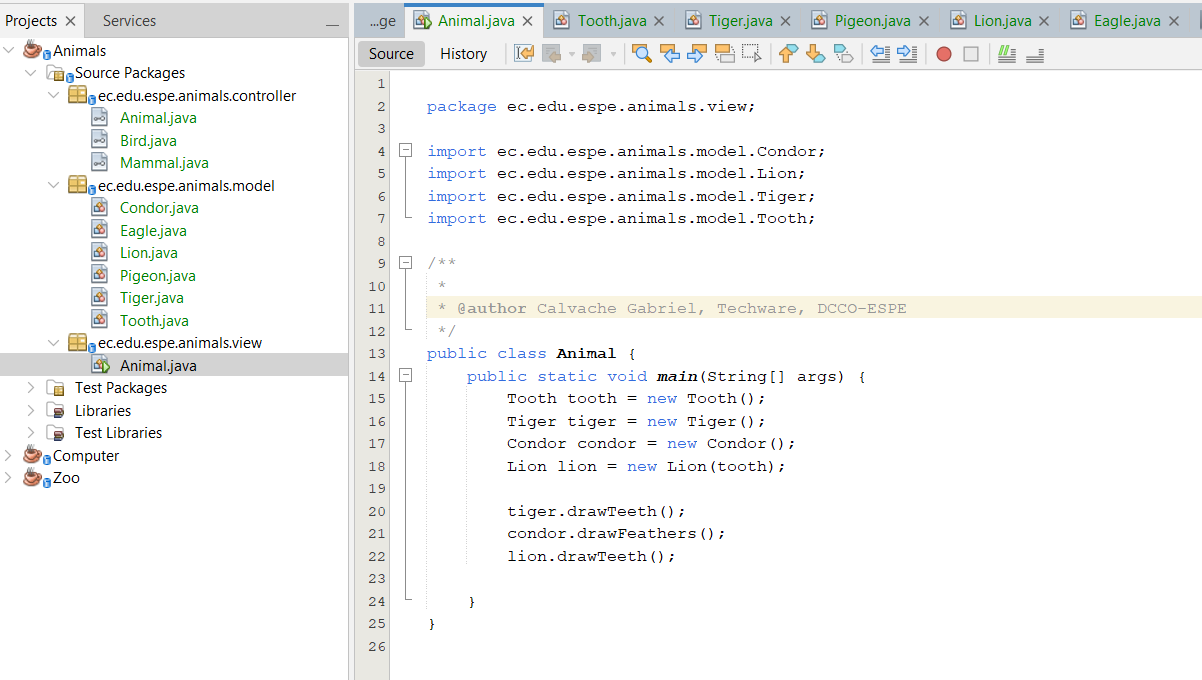 Projects
Services
Animals
Source Packages
ec.edu.espe.animals.controller
Animal.java
Bird.java
Mammal.java
ec.edu.espe.animals.model
Condor.java
Eagle.java
Lion.java
Pigeon.java
Tiger.java
Tooth.java
ec.edu.espe.animals.view
Animal.java
Test Packages
Libraries
Test Libraries
Computer
Zoo
...ge
Animal.java
Tooth.java
Tiger.java
Pigeon.java
Lion.java
Eagle.java
Source
History
1
2 package ec.edu.espe.animals.view;
3
4 import ec.edu.espe.animals.model.Condor;
5 import ec.edu.espe.animals.model.Lion;
6 import ec.edu.espe.animals.model.Tiger;
7 import ec.edu.espe.animals.model.Tooth;
8
9 /**
10 *
11 * @author Calvache Gabriel, Techware, DCCO-ESPE
12 */
13 public class Animal {
14 public static void main(String[] args) {
15 Tooth tooth = new Tooth();
16 Tiger tiger = new Tiger();
17 Condor condor = new Condor();
18 Lion lion = new Lion(tooth);
19
20 tiger.drawTeeth();
21 condor.drawFeathers();
22 lion.drawTeeth();
23
24 }
25 }
26